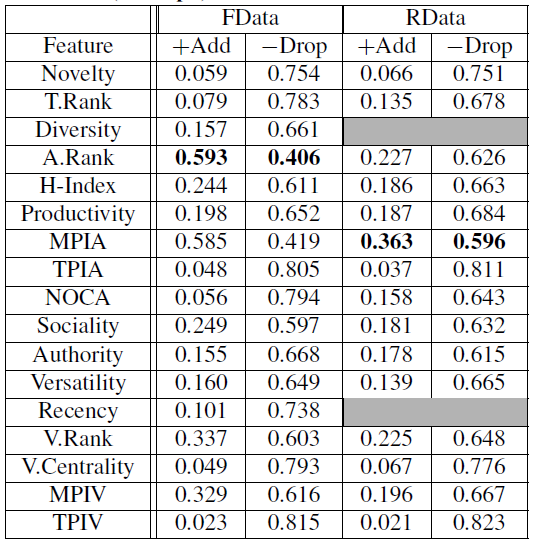 FData RData
Feature +Add −Drop +Add −Drop
Novelty 0.059 0.754 0.066 0.751
T.Rank 0.079 0.783 0.135 0.678
Diversity 0.157 0.661
A.Rank 0.593 0.406 0.227 0.626
H-Index 0.244 0.611 0.186 0.663
Productivity 0.198 0.652 0.187 0.684
MPIA 0.585 0.419 0.363 0.596
TPIA 0.048 0.805 0.037 0.811
NOCA 0.056 0.794 0.158 0.643
Sociality 0.249 0.597 0.181 0.632
Authority 0.155 0.668 0.178 0.615
Versatility 0.160 0.649 0.139 0.665
Recency 0.101 0.738
V.Rank 0.337 0.603 0.225 0.648
V.Centrality 0.049 0.793 0.067 0.776
MPIV 0.329 0.616 0.196 0.667
TPIV 0.023 0.815 0.021 0.823